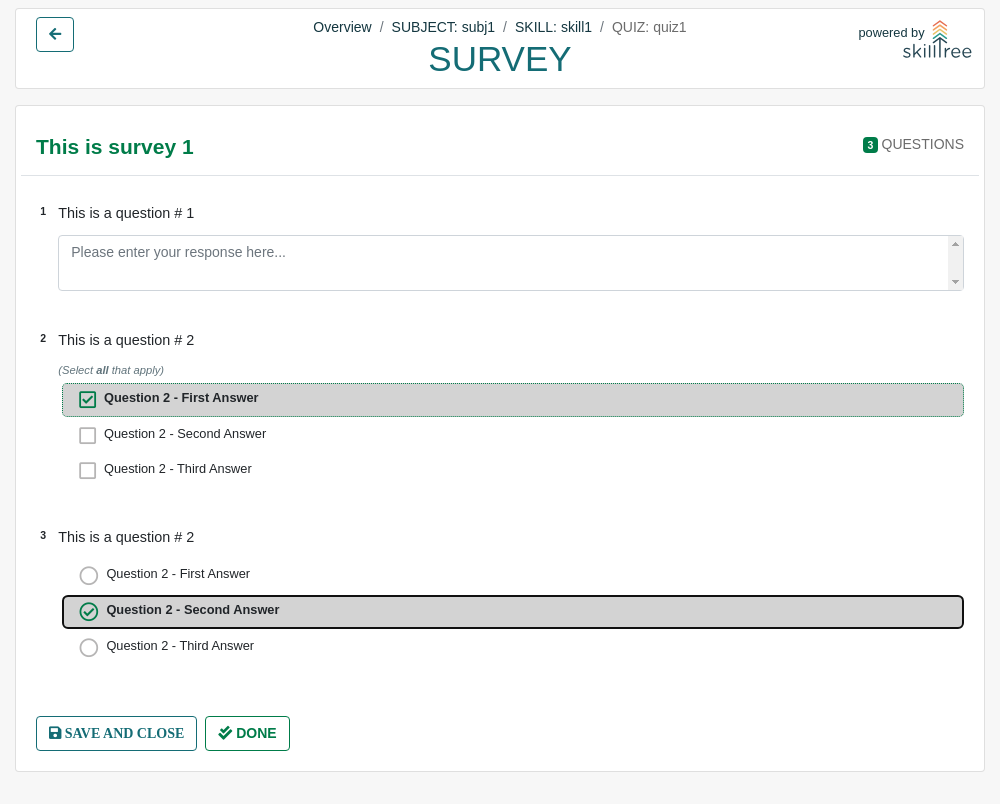 Overview / SUBJECT: subj1 / SKILL: skill1 / QUIZ: quiz1
SURVEY
powered by
skilltree
This is survey 1
3 QUESTIONS
1 This is a question # 1
Please enter your response here...
2 This is a question # 2
(Select all that apply)
Question 2 - First Answer
Question 2 - Second Answer
Question 2 - Third Answer
3 This is a question # 2
Question 2 - First Answer
Question 2 - Second Answer
Question 2 - Third Answer
SAVE AND CLOSE DONE